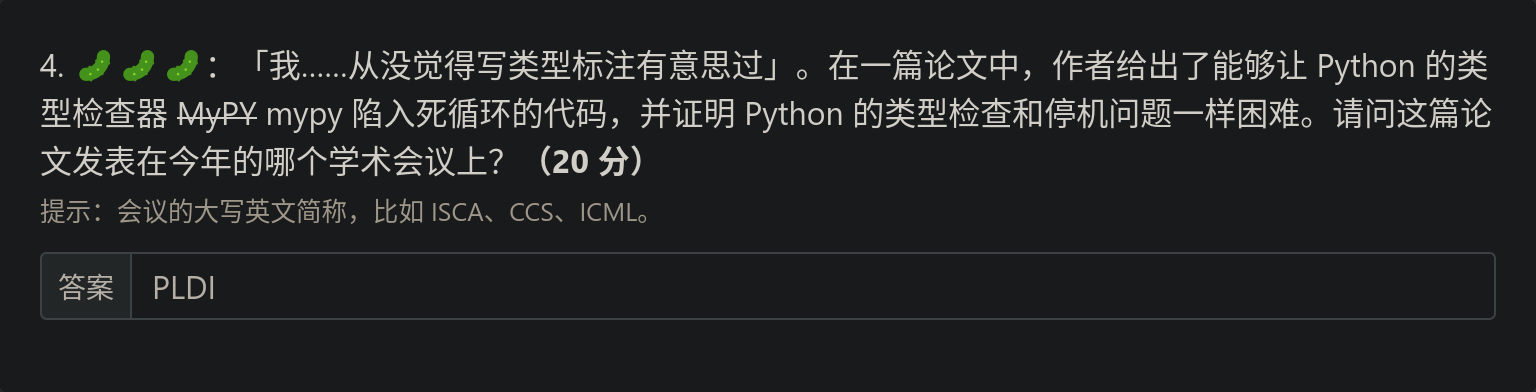 4. 🥒🥒🥒：「我……从没觉得写类型标注有意思过」。在一篇论文中，作者给出了能够让 Python 的类
型检查器 MyPY mypy 陷入死循环的代码，并证明 Python 的类型检查和停机问题一样困难。请问这篇论
文发表在今年的哪个学术会议上？（20 分）
提示：会议的大写英文简称，比如 ISCA、CCS、ICML。
答案 PLDI